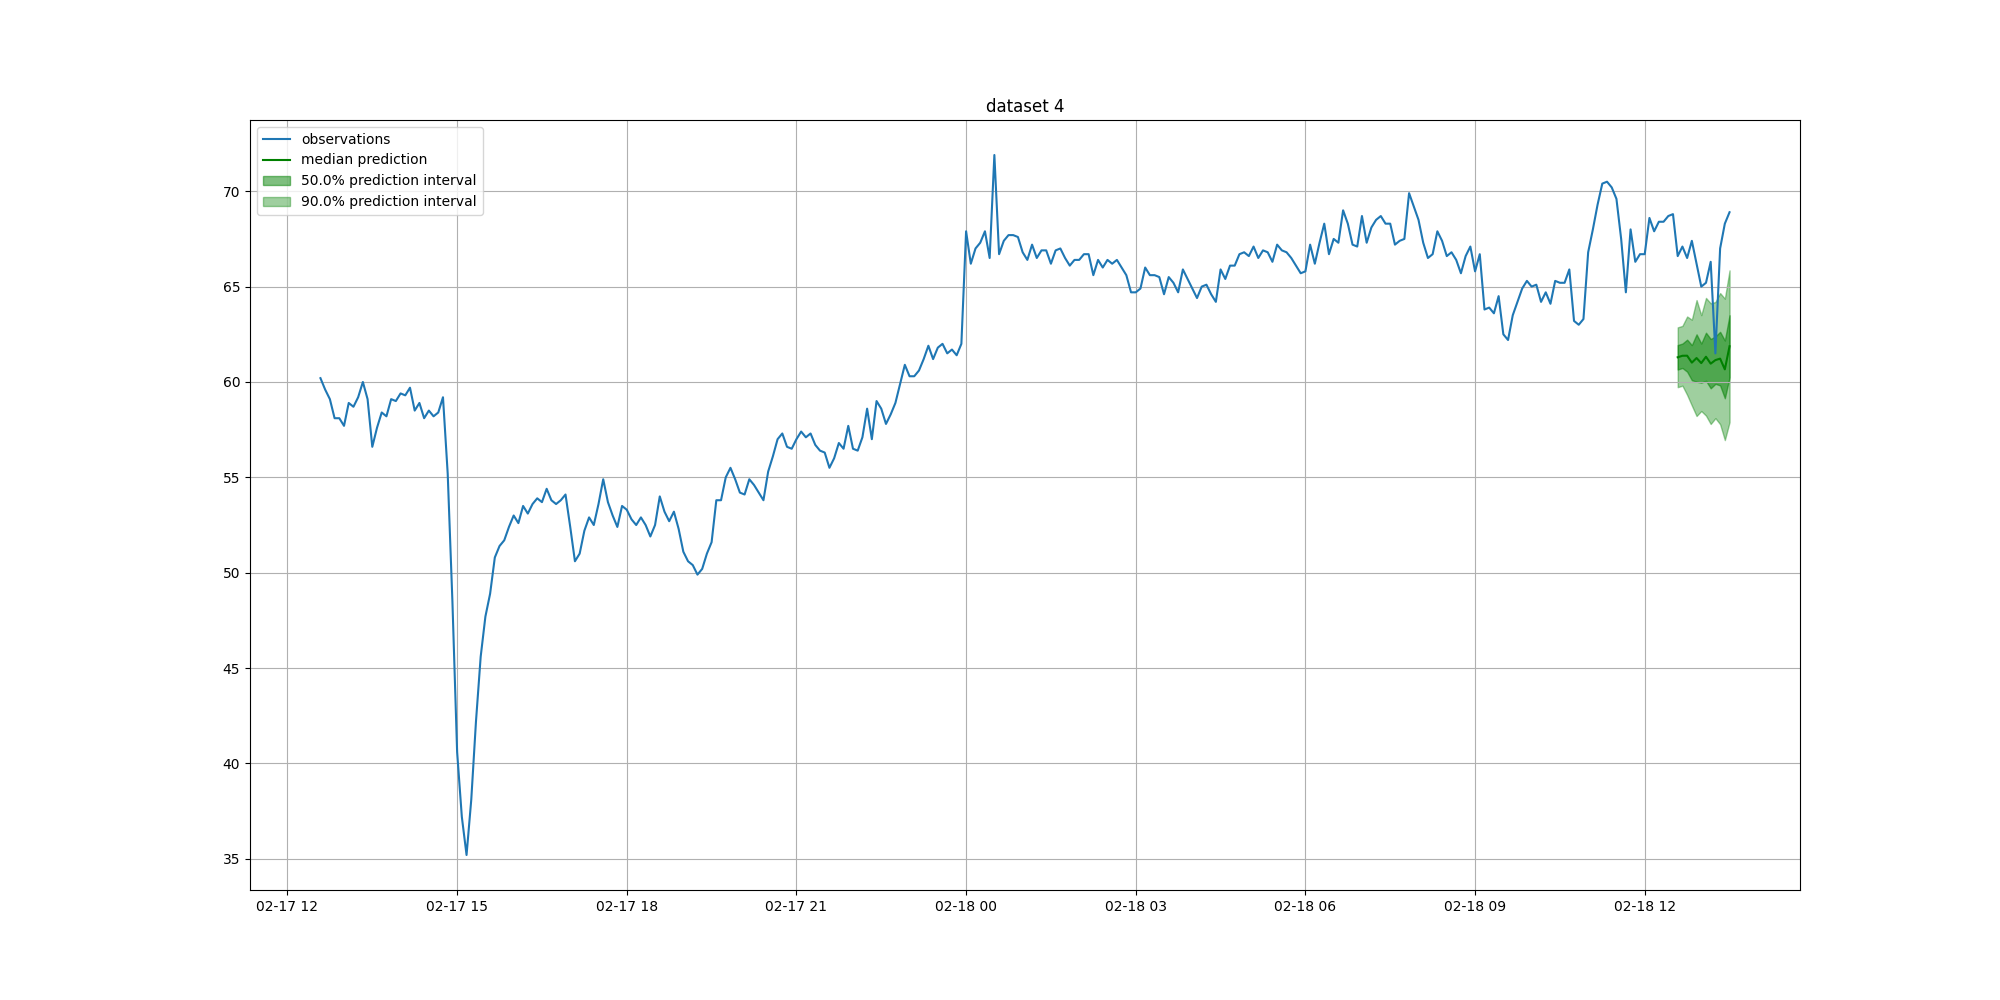 dataset 4
observations
median prediction
50.0% prediction interval
90.0% prediction interval
70
65
60
55
50
45
40
35
02-17 12 02-17 15 02-17 18 02-17 21 02-18 00 02-18 03 02-18 06 02-18 09 02-18 12